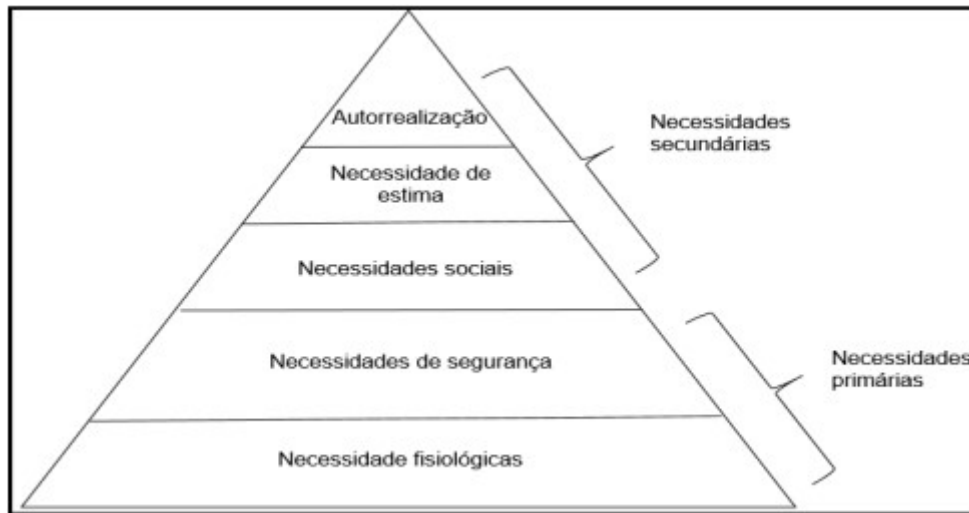 Autorrealização
Necessidade de
estima
Necessidades sociais
Necessidades de segurança
Necessidade fisiológicas
Necessidades
secundárias
Necessidades
primárias